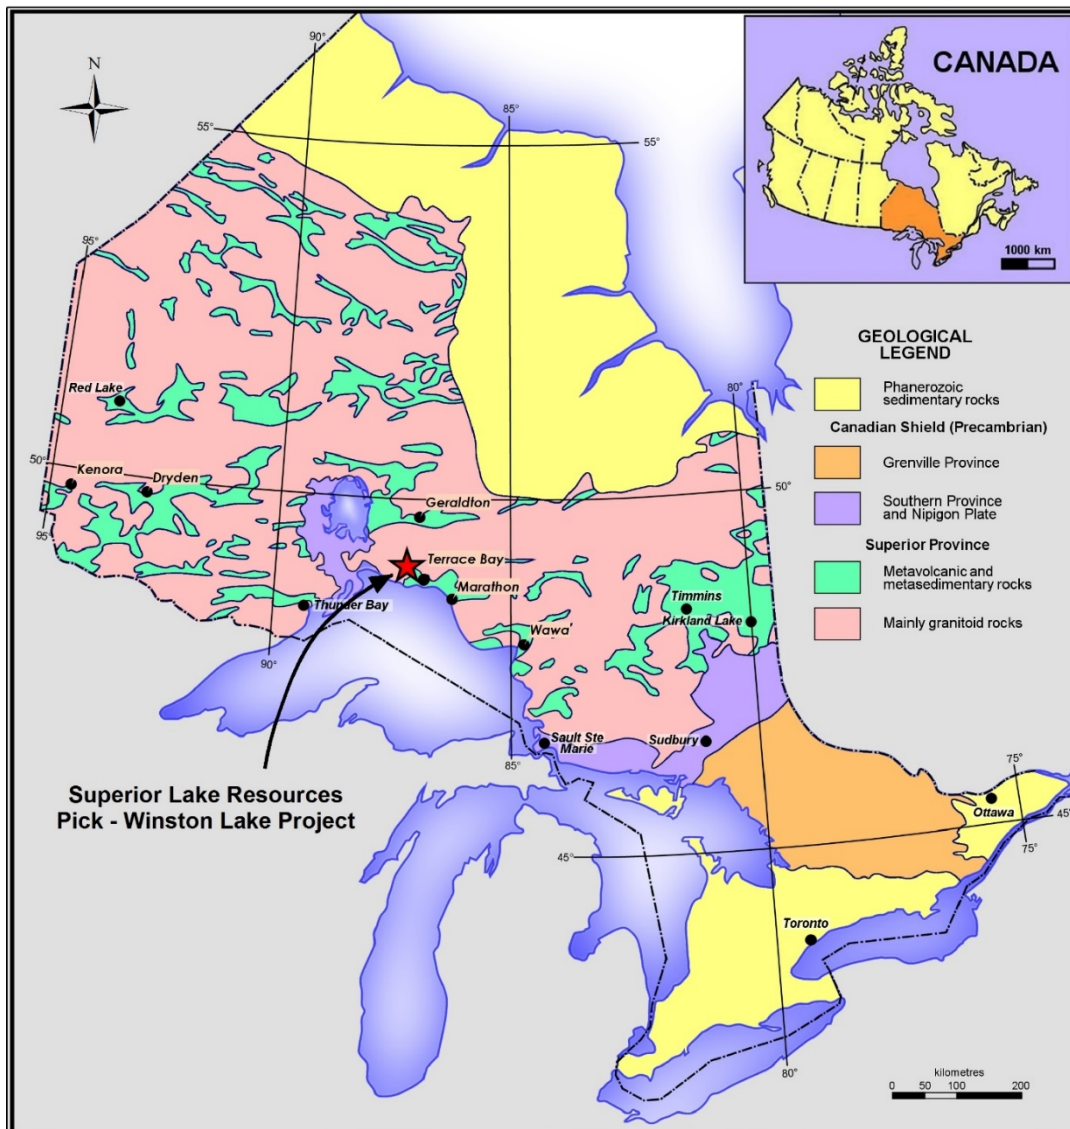 N
90°
85°
55°
55°
95°
CANADA
1000 km
GEOLOGICAL
LEGEND
Phanerozoic
sedimentary rocks
Canadian Shield (Precambrian)
Grenville Province
Southern Province
and Nipigon Plate
Superior Province
Metavolcanic and
metasedimentary rocks
Mainly granitoid rocks
80°
Red Lake
50°
Kenora
Dryden
95°
Geraldton
50°
Terrace Bay
Marathon
Thunder Bay
Timmins
Kirkland Lake
Wawa'
90°
Sault Ste
Marie
Sudbury
85°
Superior Lake Resources
Pick - Winston Lake Project
75°
Ottawa
45°
75°
45°
Toronto
80°
kilometres
0 50 100 200